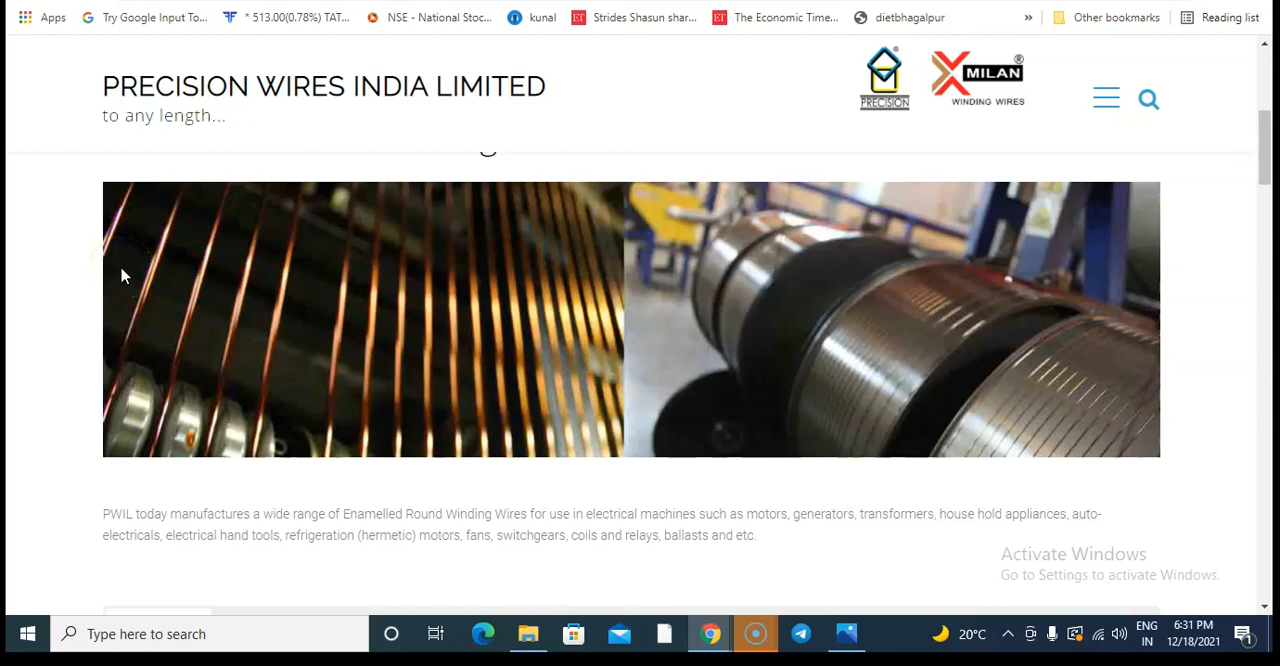 Apps
Try Google Input To...
* 513.00(0.78%) TAT...
NSE - National Stoc...
kunal
ET
Strides Shasun shar...
ET
The Economic Time...
dietbhagalpur
»
Other bookmarks
Reading list
PRECISION WIRES INDIA LIMITED
to any length...
PRECISION
®
MILAN
®
WINDING WIRES
PWIL today manufactures a wide range of Enamelled Round Winding Wires for use in electrical machines such as motors, generators, transformers, house hold appliances, auto-
electricals, electrical hand tools, refrigeration (hermetic) motors, fans, switchgears, coils and relays, ballasts and etc.
Activate Windows
Go to Settings to activate Windows.
Type here to search
20°C
ENG
IN
6:31 PM
12/18/2021
1